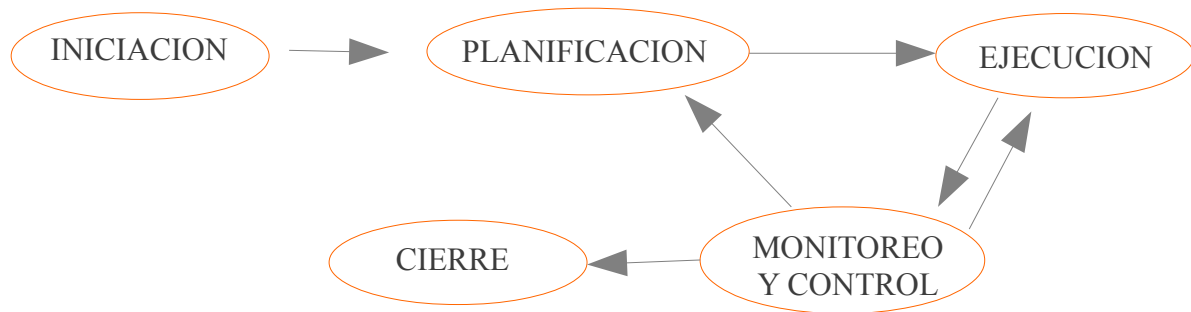 INICIACION
PLANIFICACION
EJECUCION
CIERRE
MONITOREO
Y CONTROL